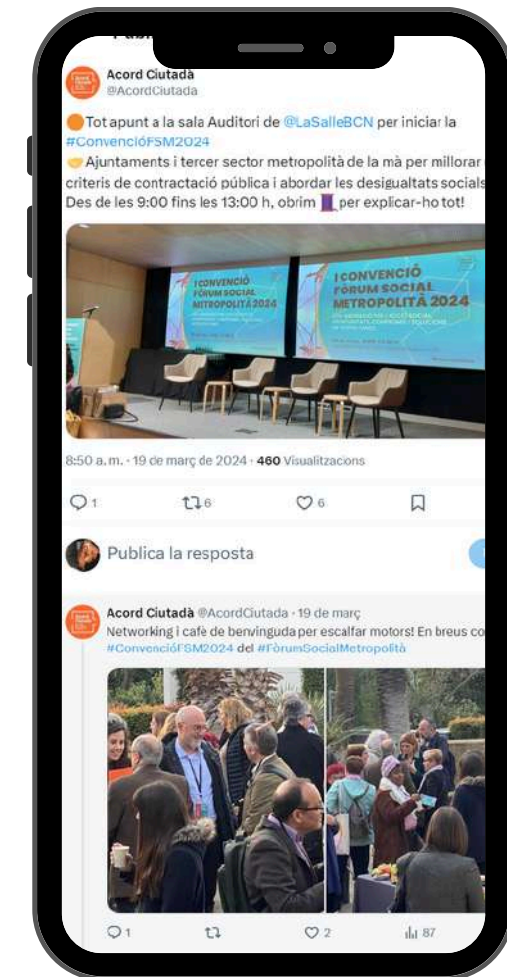 Acord Ciutadà
@AcordCiutada
Tot apunt a la sala Auditori de @LaSalleBCN per iniciar la
#ConvencióFSM2024
Ajuntaments i tercer sector metropolità de la mà per millorar
criteris de contractació pública i abordar les desigualtats socials
Des de les 9:00 fins les 13:00 h, obrim per explicar-ho tot!
I CONVENCIÓ
FÒRUM SOCIAL
METROPOLITÀ 2024
I CONVENCIÓ
FÒRUM SOCIAL
METROPOLITÀ 2024
8:50 a. m. · 19 de març de 2024 · 460 Visualitzacions
1 6 6
Publica la resposta
Acord Ciutadà @AcordCiutada · 19 de març
Networking i cafè de benvinguda per escalfar motors! En breus co
#ConvencióFSM2024 del #FòrumSocialMetropolità
1 2 87